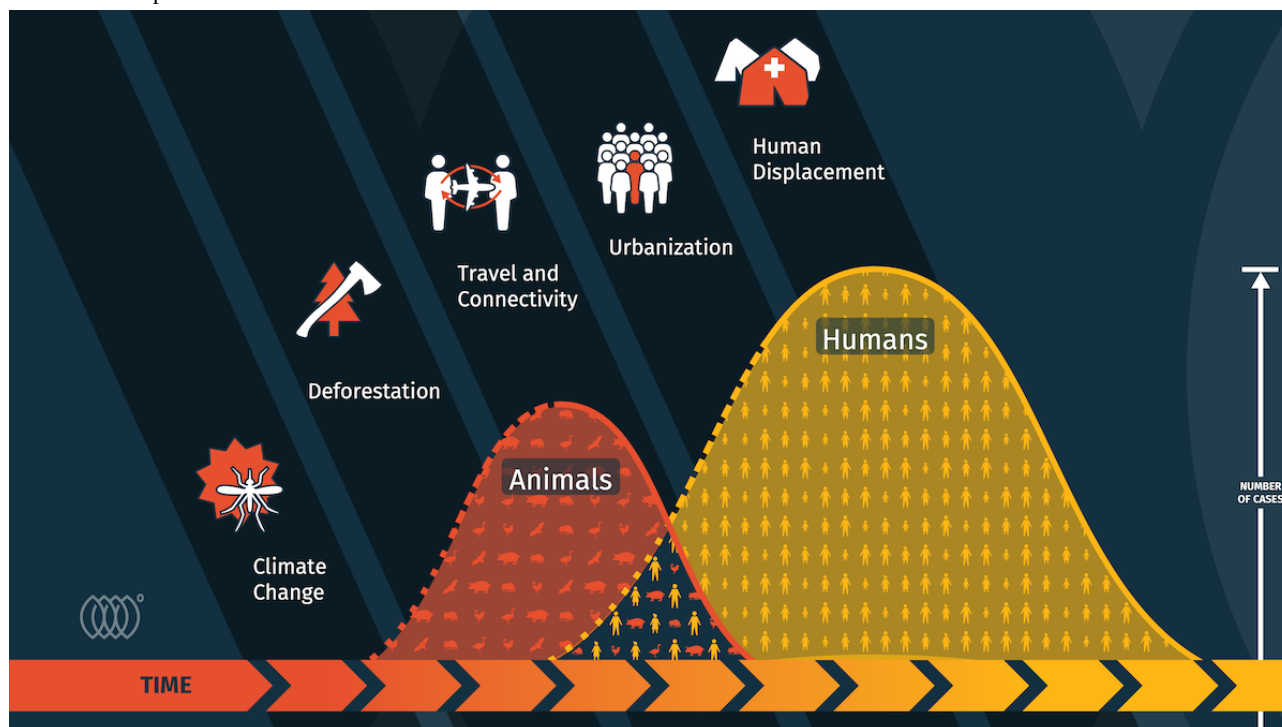 Human
Displacement
Urbanization
Travel and
Connectivity
Deforestation
Climate
Change
Animals
Humans
NUMBER
OF CASES
TIME